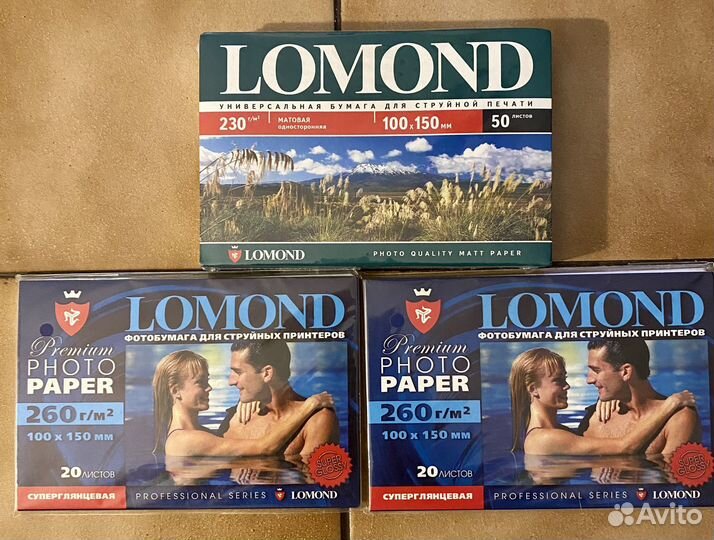 LOMOND
УНИВЕРСАЛЬНАЯ БУМАГА ДЛЯ СТРУЙНОЙ ПЕЧАТИ
230 г/м² МАТОВАЯ односторонняя 100 x 150 мм 50 листов
LOMOND PHOTO QUALITY MATT PAPER
LOMOND
ФОТОБУМАГА ДЛЯ СТРУЙНЫХ ПРИНТЕРОВ
Premium
PHOTO
PAPER
260 г/м²
100 x 150 мм
20 ЛИСТОВ
SUPER GLOSSY
СУПЕРГЛЯНЦЕВАЯ PROFESSIONAL SERIES LOMOND
LOMOND
ФОТОБУМАГА ДЛЯ СТРУЙНЫХ ПРИНТЕРОВ
Premium
PHOTO
PAPER
260 г/м²
100 x 150 мм
20 ЛИСТОВ
SUPER GLOSSY
СУПЕРГЛЯНЦЕВАЯ PROFESSIONAL SERIES LOMOND
Avito